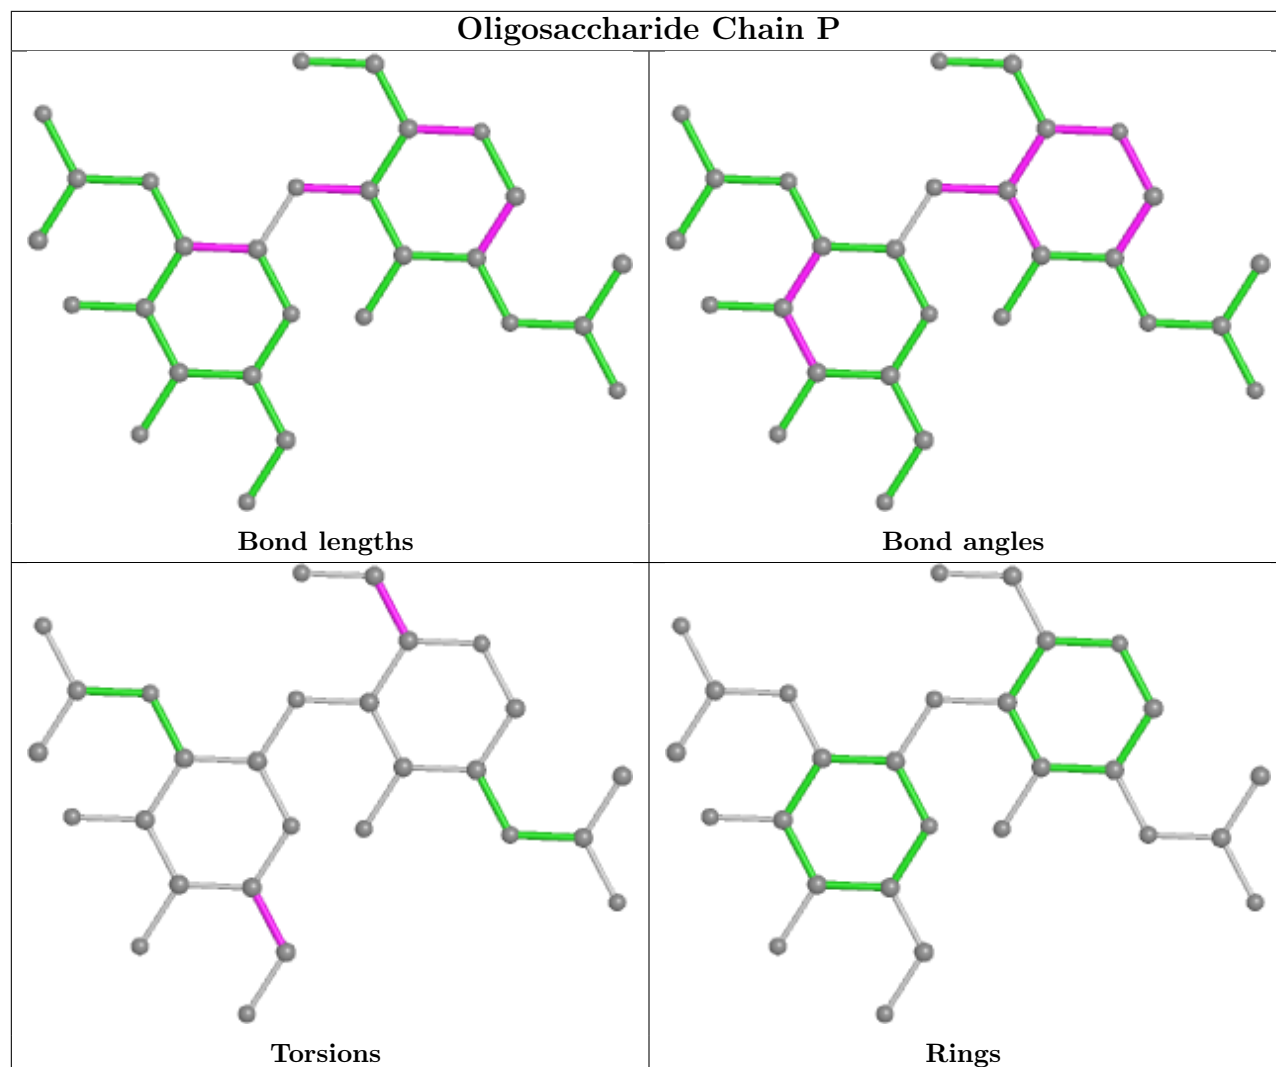 Oligosaccharide Chain P
Bond lengths
Bond angles
Torsions
Rings